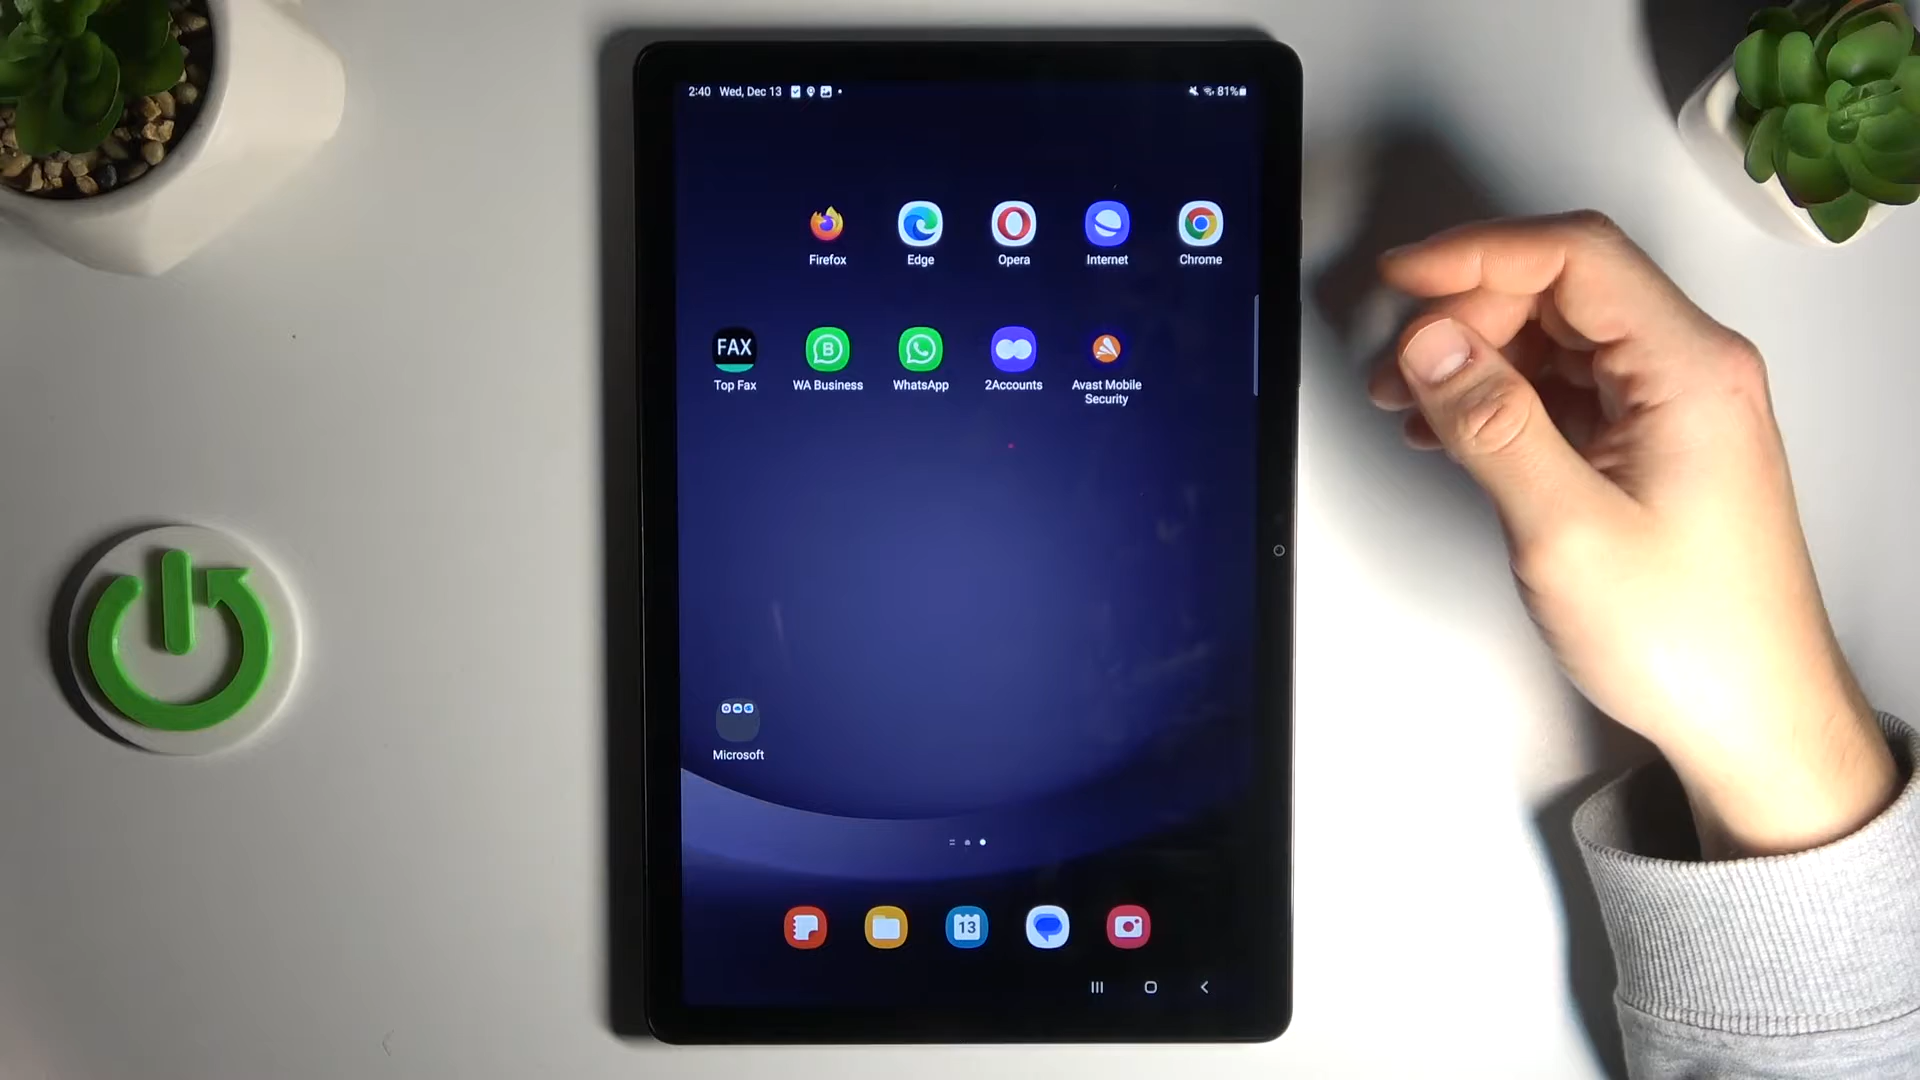 2:40 Wed, Dec 13
81%
Firefox
Edge
Opera
Internet
Chrome
FAX
Top Fax
B
WA Business
WhatsApp
2Accounts
Avast Mobile
Security
Microsoft
13